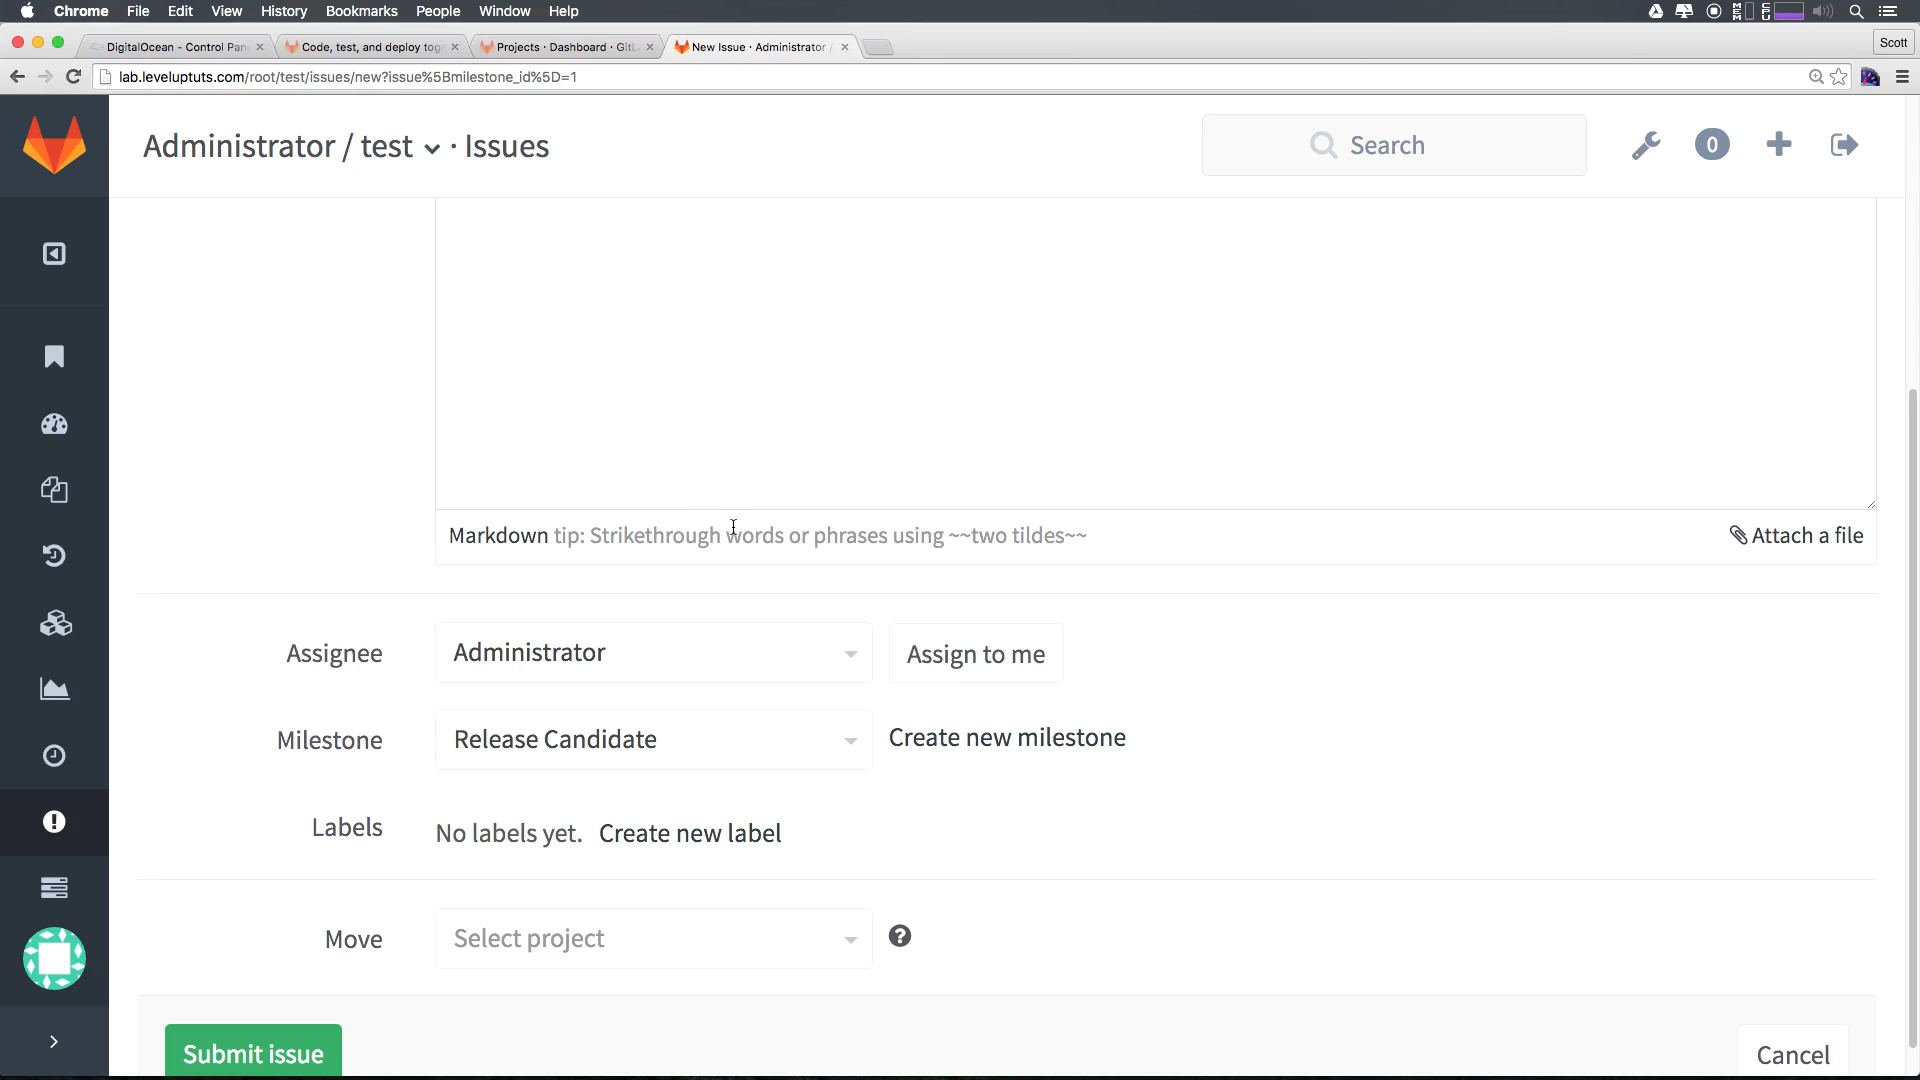 Chrome File Edit View History Bookmarks People Window Help
DigitalOcean - Control Pan
Code, test, and deploy tog
Projects · Dashboard · GitL
New Issue · Administrator /
Scott
lab.leveluptuts.com/root/test/issues/new?issue%5Bmilestone_id%5D=1
Administrator / test · Issues
Search
0
Markdown tip: Strikethrough words or phrases using ~~two tildes~~
Attach a file
Assignee
Administrator
Assign to me
Milestone
Release Candidate
Create new milestone
Labels
No labels yet. Create new label
Move
Select project
?
Submit issue
Cancel